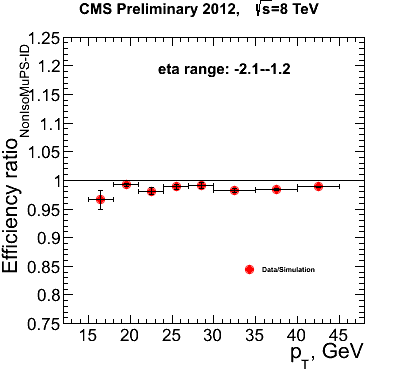 CMS Preliminary 2012, √s=8 TeV
eta range: -2.1--1.2
Efficiency ratio NonIsoMuPS-ID
1.25
1.2
1.15
1.1
1.05
1
0.95
0.9
0.85
0.8
0.75
Data/Simulation
15 20 25 30 35 40 45
p_T, GeV